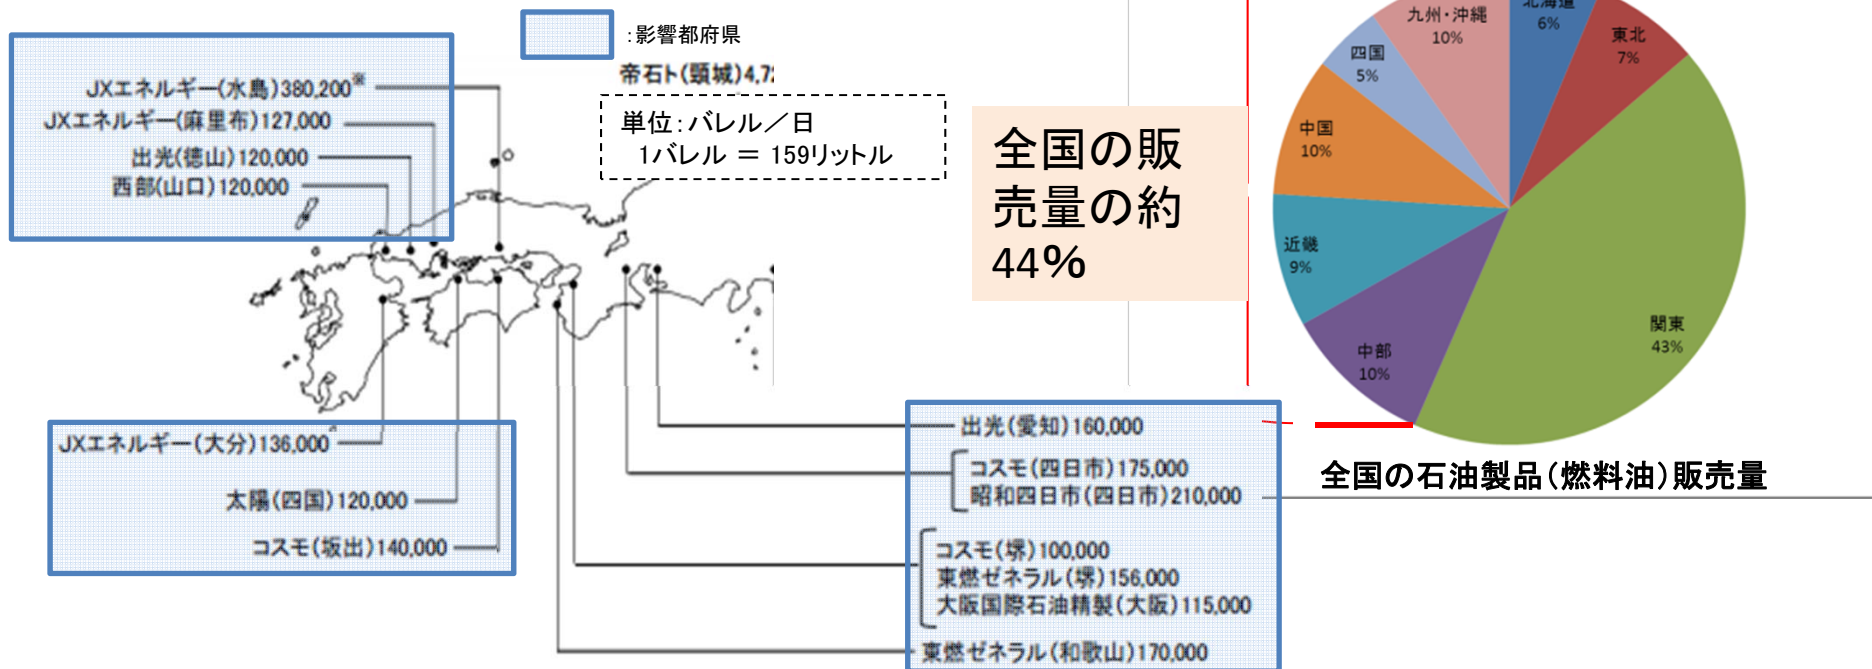 :影響都府県
帝石ト(頸城)4,7
単位:バレル/日
1バレル = 159リットル
JXエネルギー(水島)380,200※
JXエネルギー(麻里布)127,000
出光(徳山)120,000
西部(山口)120,000
JXエネルギー(大分)136,000
太陽(四国)120,000
コスモ(坂出)140,000
出光(愛知)160,000
コスモ(四日市)175,000
昭和四日市(四日市)210,000
コスモ(堺)100,000
東燃ゼネラル(堺)156,000
大阪国際石油精製(大阪)115,000
東燃ゼネラル(和歌山)170,000
全国の販
売量の約
44%
北海道
6%
東北
7%
関東
43%
中部
10%
近畿
9%
中国
10%
四国
5%
九州・沖縄
10%
全国の石油製品(燃料油)販売量